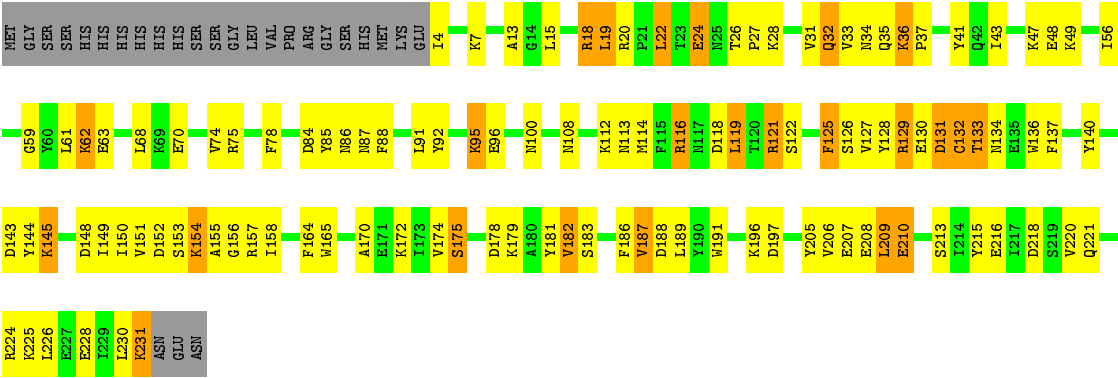 MET GLY SER SER HIS HIS HIS HIS HIS HIS SER SER GLY LEU VAL PRO ARG GLY SER HIS MET LYS GLU I4 K7 A13 G14 L15 R18 L19 R20 P21 L22 T23 E24 N25 T26 P27 K28 V31 Q32 V33 N34 Q35 K36 P37 Y41 Q42 I43 K47 E48 K49 I56
G59 Y60 L61 K62 E63 L68 K69 E70 V74 R75 F78 D84 Y85 N86 N87 F88 L91 Y92 K95 E96 N100 N108 K112 N113 M114 F115 R116 N117 D118 L119 T120 R121 S122 F125 S126 V127 Y128 R129 E130 D131 C132 T133 N134 E135 W136 F137 Y140
D143 Y144 K145 D148 I149 I150 V151 D152 S153 K154 A155 G156 R157 I158 F164 W165 A170 E171 K172 I173 V174 S175 D178 K179 A180 Y181 V182 S183 F186 V187 D188 L189 Y190 W191 K196 D197 Y205 V206 E207 E208 L209 E210 S213 I214 Y215 E216 I217 D218 S219 V220 Q221
R224 K225 L226 E227 E228 I229 L230 K231 ASN GLU ASN